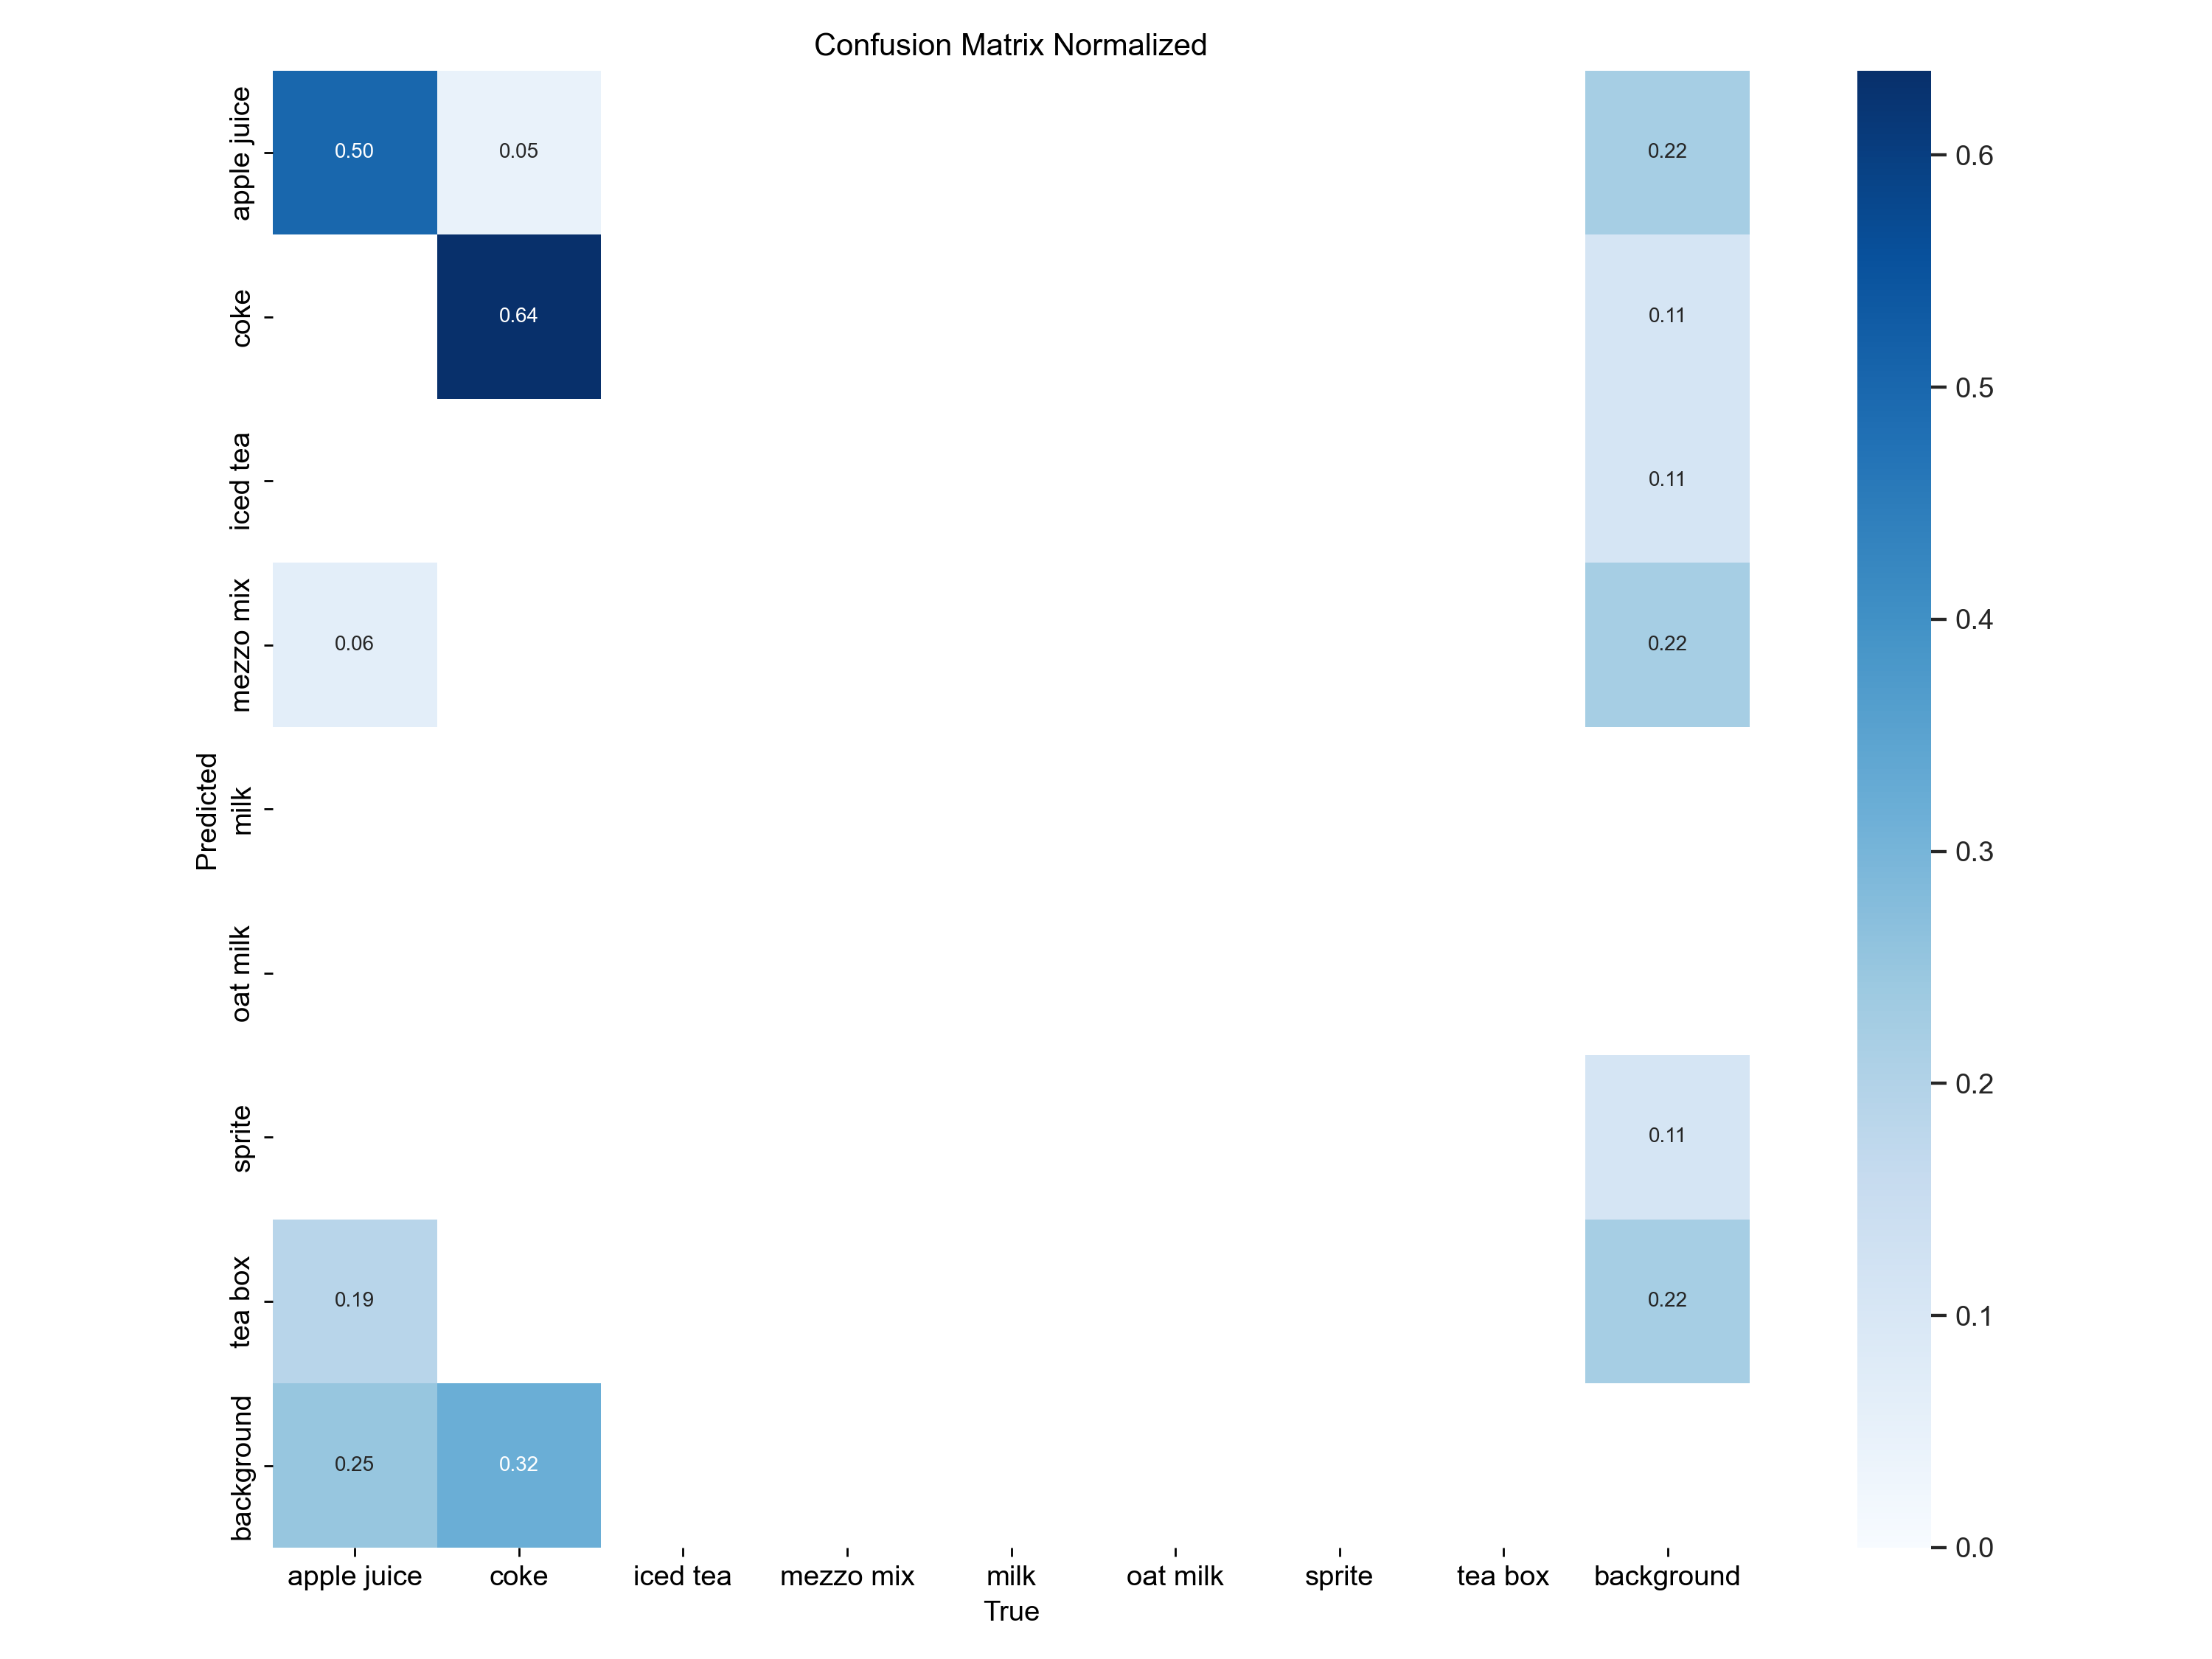 Confusion Matrix Normalized
apple juice
0.50
0.05
0.22
coke
0.64
0.11
iced tea
0.11
mezzo mix
0.06
0.22
Predicted
milk
oat milk
sprite
0.11
tea box
0.19
0.22
background
0.25
0.32
apple juice coke iced tea mezzo mix milk oat milk sprite tea box background
True
0.6
0.5
0.4
0.3
0.2
0.1
0.0